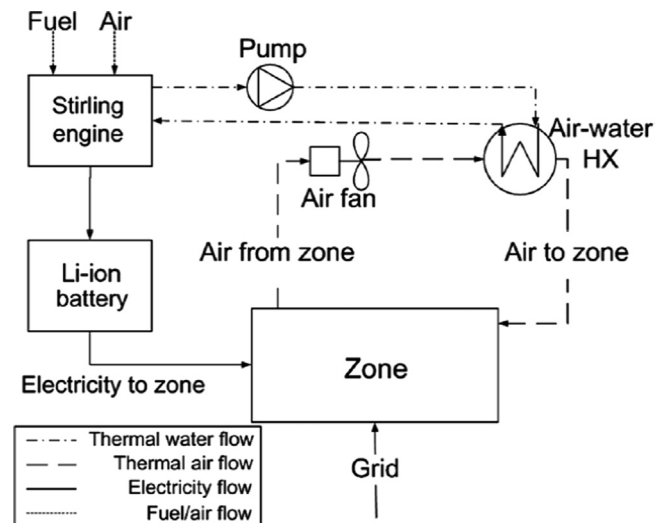 Fuel Air
Pump
Stirling
engine
Air-water
HX
Air fan
Air from zone
Air to zone
Li-ion
battery
Zone
Electricity to zone
Thermal water flow
Thermal air flow
Electricity flow
Fuel/air flow
Grid